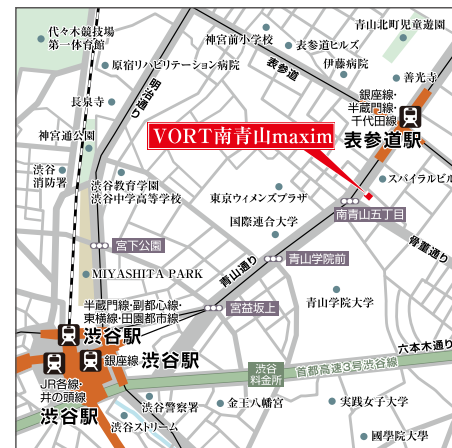 代々木競技場
第一体育館
神宮前小学校
青山北町児童遊園
表参道ヒルズ
原宿リハビリテーション病院
表参道
伊藤病院
善光寺
明治通り
長泉寺
銀座線・
半蔵門線・
千代田線
表参道駅
神宮通公園
VORT南青山maxim
渋谷
消防署
渋谷教育学園
渋谷中学高等学校
スパイラルビル
東京ウィメンズプラザ
南青山五丁目
国際連合大学
骨董通り
宮下公園
青山通り
青山学院前
MIYASHITA PARK
半蔵門線・副都心線・
東横線・田園都市線
宮益坂上
青山学院大学
渋谷駅
六本木通り
銀座線
渋谷駅
首都高速3号渋谷線
渋谷
料金所
JR各線・
井の頭線
渋谷駅
渋谷警察署
金王八幡宮
実践女子大学
渋谷ストリーム
國學院大學